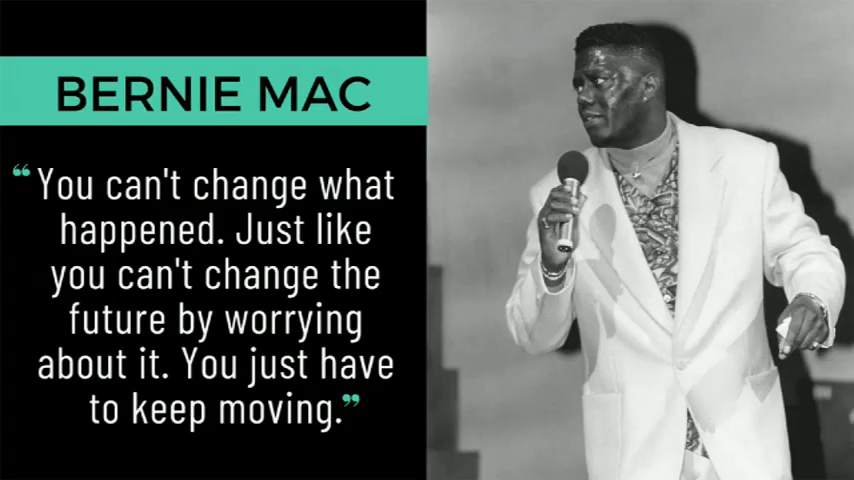 BERNIE MAC
“You can't change what
happened. Just like
you can't change the
future by worrying
about it. You just have
to keep moving.”